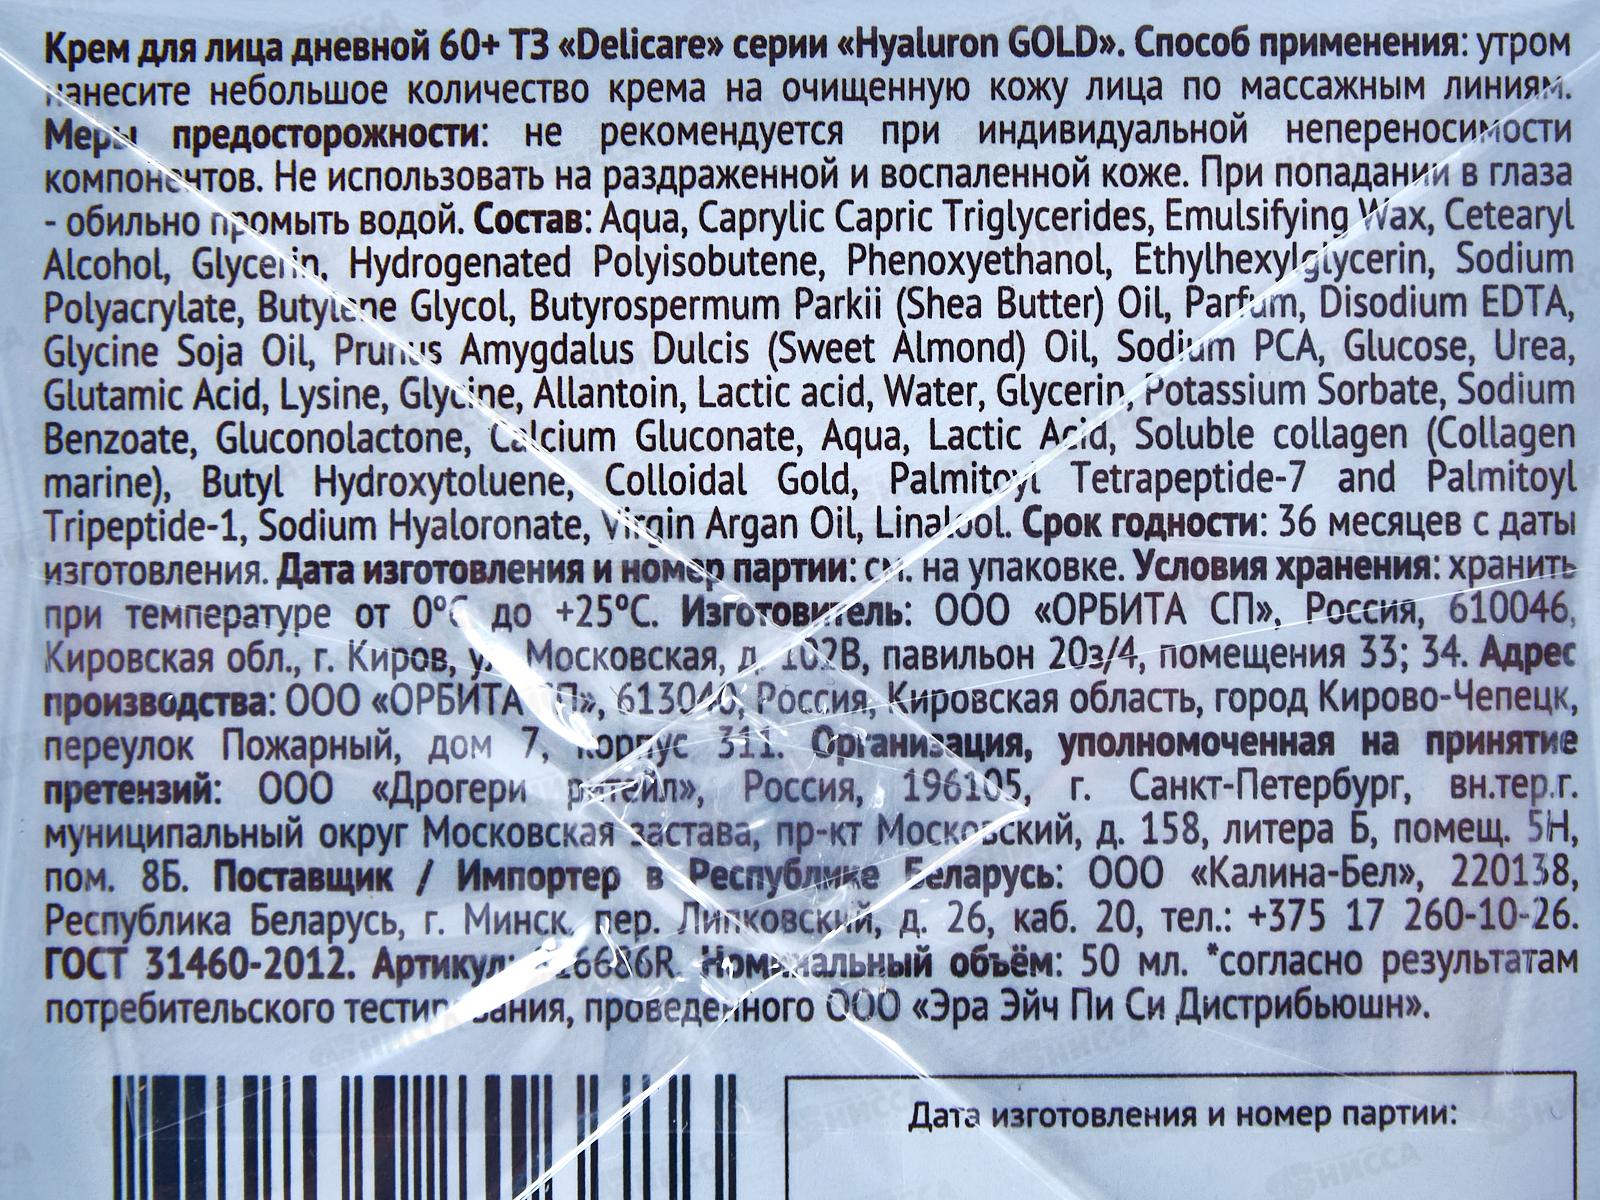 Крем для лица дневной 60+ ТЗ «Delicare» серии «Hyaluron GOLD». Способ применения: утром
нанесите небольшое количество крема на очищенную кожу лица по массажным линиям.
Меры предосторожности: не рекомендуется при индивидуальной непереносимости
компонентов. Не использовать на раздраженной и воспаленной коже. При попадании в глаза
- обильно промыть водой. Состав: Aqua, Caprylic Capric Triglycerides, Emulsifying Wax, Cetearyl
Alcohol, Glycerin, Hydrogenated Polyisobutene, Phenoxyethanol, Ethylhexylglycerin, Sodium
Polyacrylate, Butylene Glycol, Butyrospermum Parkii (Shea Butter) Oil, Parfum, Disodium EDTA,
Glycine Soja Oil, Prunus Amygdalus Dulcis (Sweet Almond) Oil, Sodium PCA, Glucose, Urea,
Glutamic Acid, Lysine, Glycine, Allantoin, Lactic acid, Water, Glycerin, Potassium Sorbate, Sodium
Benzoate, Gluconolactone, Calcium Gluconate, Aqua, Lactic Acid, Soluble collagen (Collagen
marine), Butyl Hydroxytoluene, Colloidal Gold, Palmitoyl Tetrapeptide-7 and Palmitoyl
Tripeptide-1, Sodium Hyaloronate, Virgin Argan Oil, Linalool. Срок годности: 36 месяцев с даты
изготовления. Дата изготовления и номер партии: см. на упаковке. Условия хранения: хранить
при температуре от 0°С до +25°С. Изготовитель: ООО «ОРБИТА СП», Россия, 610046,
Кировская обл., г. Киров, ул. Московская, д. 102В, павильон 20з/4, помещения 33; 34. Адрес
производства: ООО «ОРБИТА СП», 613040, Россия, Кировская область, город Кирово-Чепецк,
переулок Пожарный, дом 7, корпус 311. Организация, уполномоченная на принятие
претензий: ООО «Дрогери ритейл», Россия, 196105, г. Санкт-Петербург, вн.тер.г.
муниципальный округ Московская застава, пр-кт Московский, д. 158, литера Б, помещ. 5Н,
пом. 8Б. Поставщик / Импортер в Республике Беларусь: ООО «Калина-Бел», 220138,
Республика Беларусь, г. Минск, пер. Липковский, д. 26, каб. 20, тел.: +375 17 260-10-26.
ГОСТ 31460-2012. Артикул: Номинальный объём: 50 мл. *согласно результатам
потребительского тестирования, проведенного ООО «Эра Эйч Пи Си Дистрибьюшн».
Дата изготовления и номер партии: